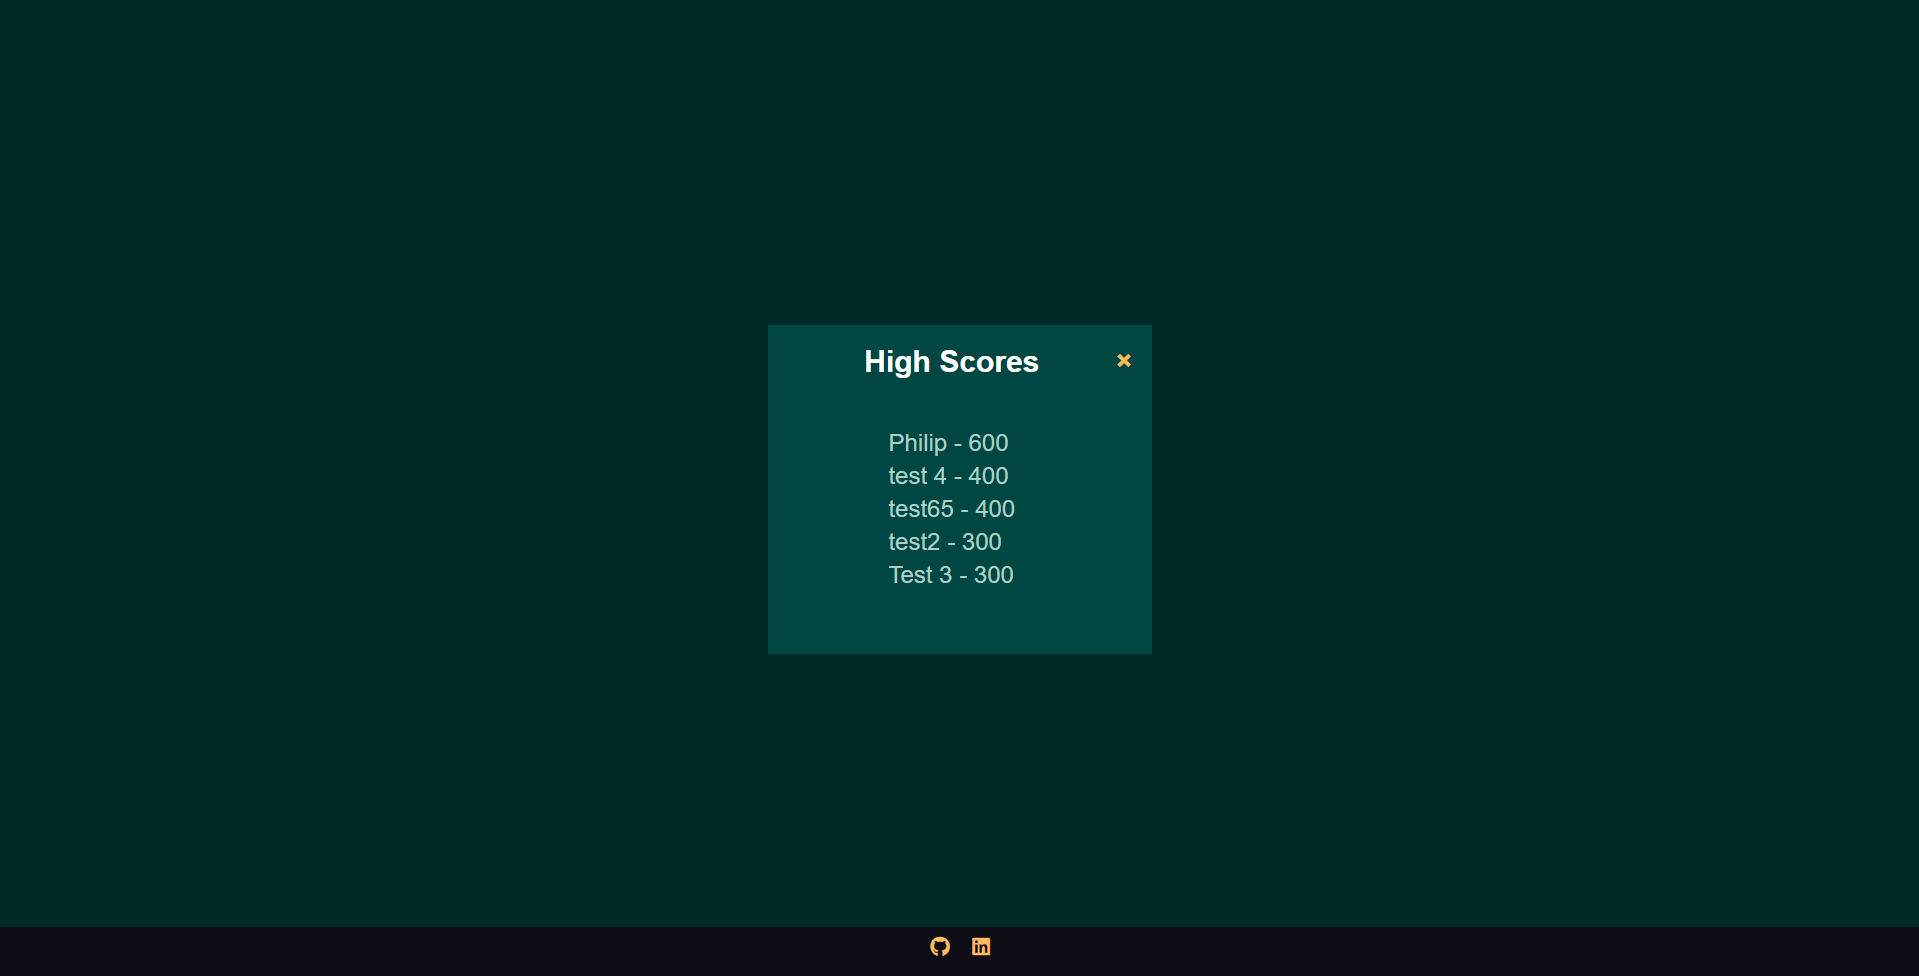 High Scores
Philip - 600
test 4 - 400
test65 - 400
test2 - 300
Test 3 - 300